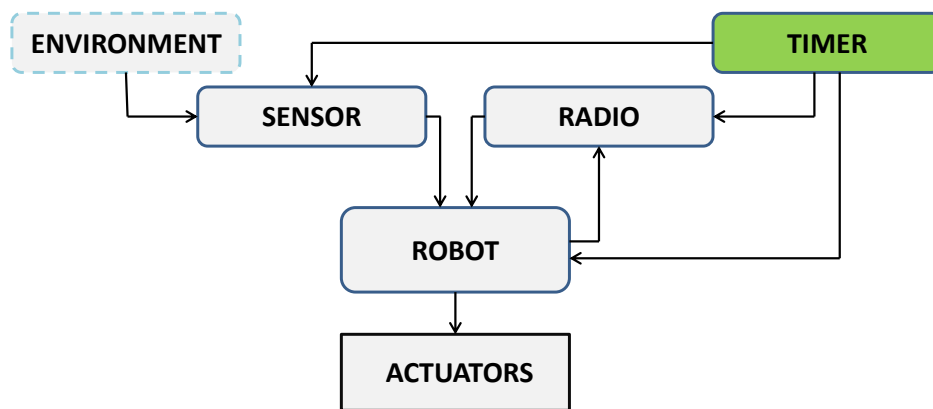 ENVIRONMENT
TIMER
SENSOR
RADIO
ROBOT
ACTUATORS